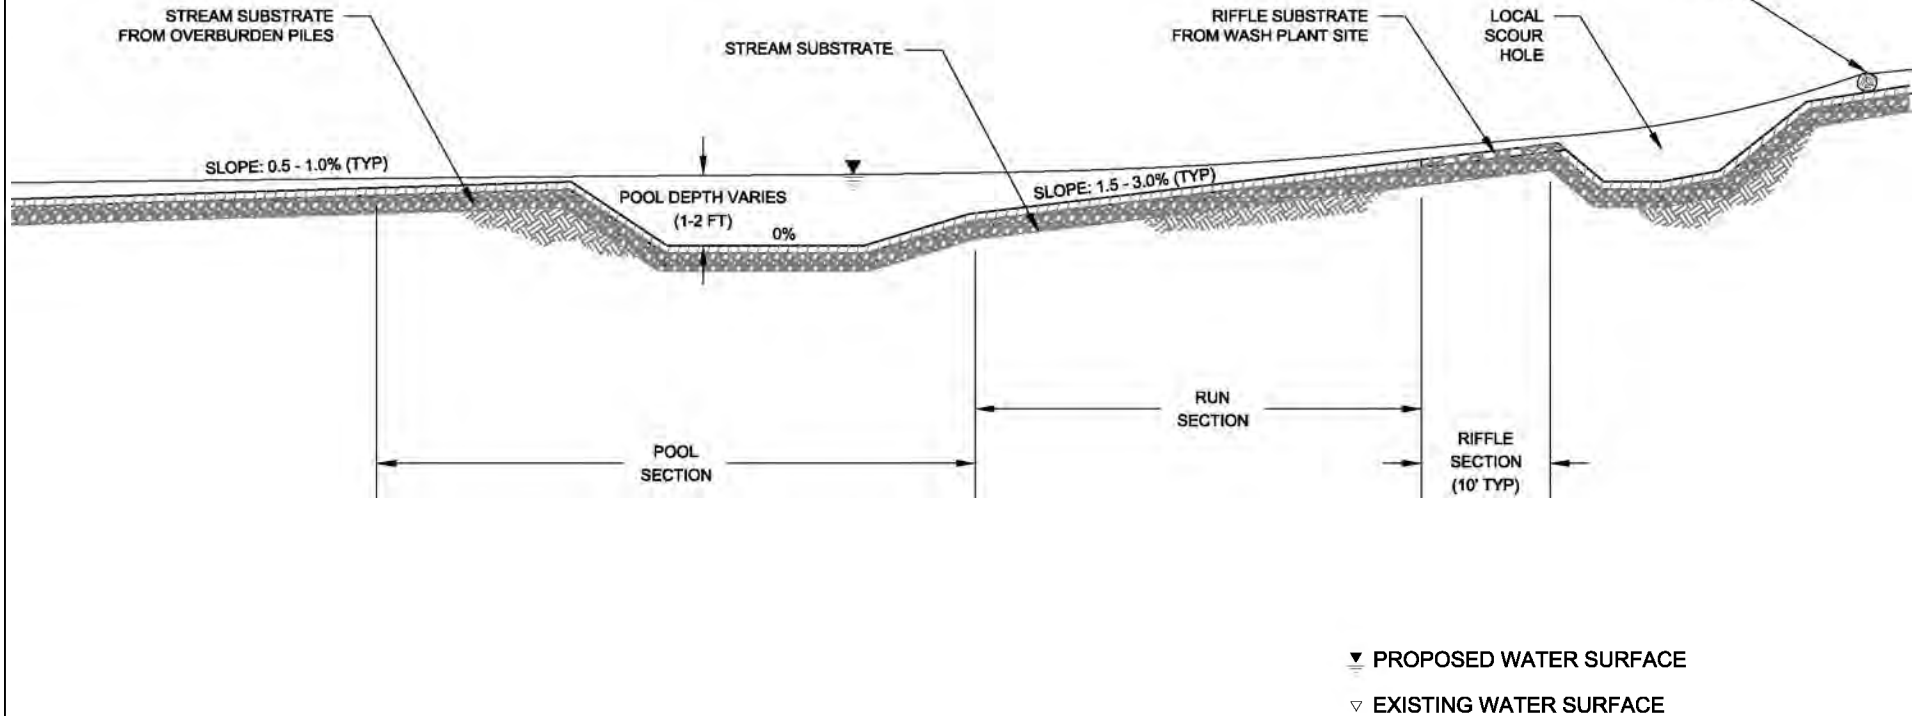 STREAM SUBSTRATE
FROM OVERBURDEN PILES
STREAM SUBSTRATE
RIFFLE SUBSTRATE
FROM WASH PLANT SITE
LOCAL
SCOUR
HOLE
SLOPE: 0.5 - 1.0% (TYP)
POOL DEPTH VARIES
(1-2 FT)
0%
SLOPE: 1.5 - 3.0% (TYP)
RUN
SECTION
POOL
SECTION
RIFFLE
SECTION
(10' TYP)
PROPOSED WATER SURFACE
EXISTING WATER SURFACE